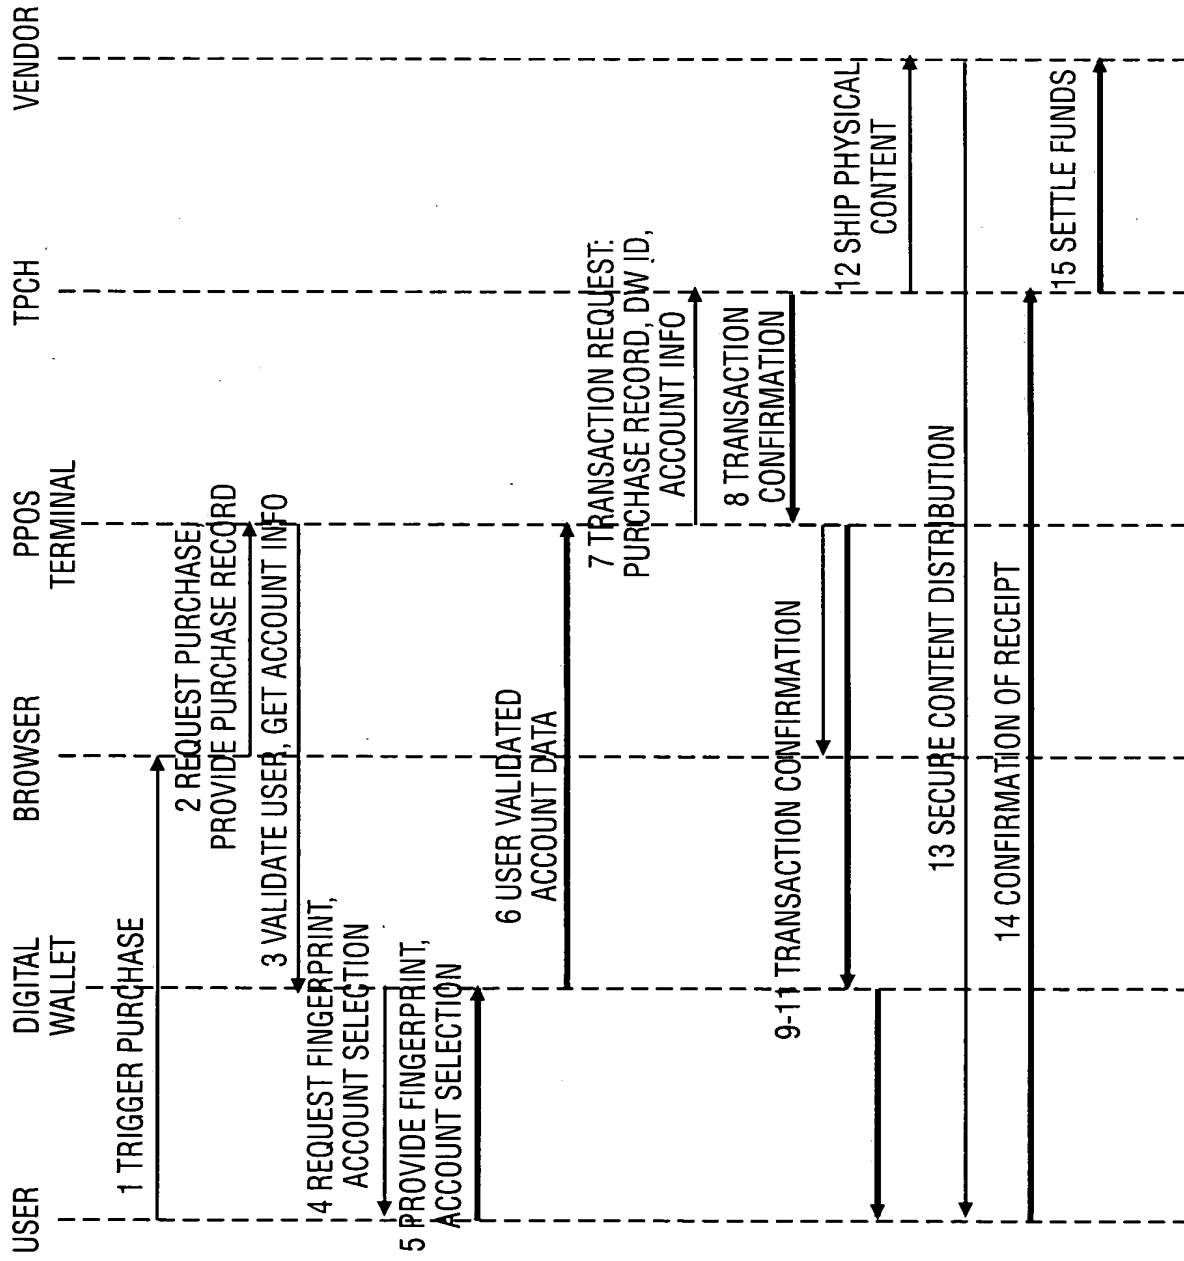 USER
DIGITAL
WALLET
BROWSER
PPOS
TERMINAL
TPCH
VENDOR
1 TRIGGER PURCHASE
2 REQUEST PURCHASE,
PROVIDE PURCHASE RECORD
3 VALIDATE USER, GET ACCOUNT INFO
4 REQUEST FINGERPRINT,
ACCOUNT SELECTION
5 PROVIDE FINGERPRINT,
ACCOUNT SELECTION
6 USER VALIDATED
ACCOUNT DATA
7 TRANSACTION REQUEST:
PURCHASE RECORD, DW ID,
ACCOUNT INFO
8 TRANSACTION
CONFIRMATION
9-11 TRANSACTION CONFIRMATION
12 SHIP PHYSICAL
CONTENT
13 SECURE CONTENT DISTRIBUTION
14 CONFIRMATION OF RECEIPT
15 SETTLE FUNDS